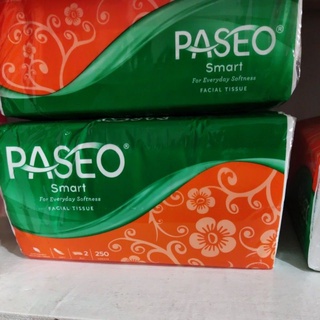 PASEO®
Smart
For Everyday Softness
FACIAL TISSUE
PASEO®
Smart
For Everyday Softness
FACIAL TISSUE
2 250